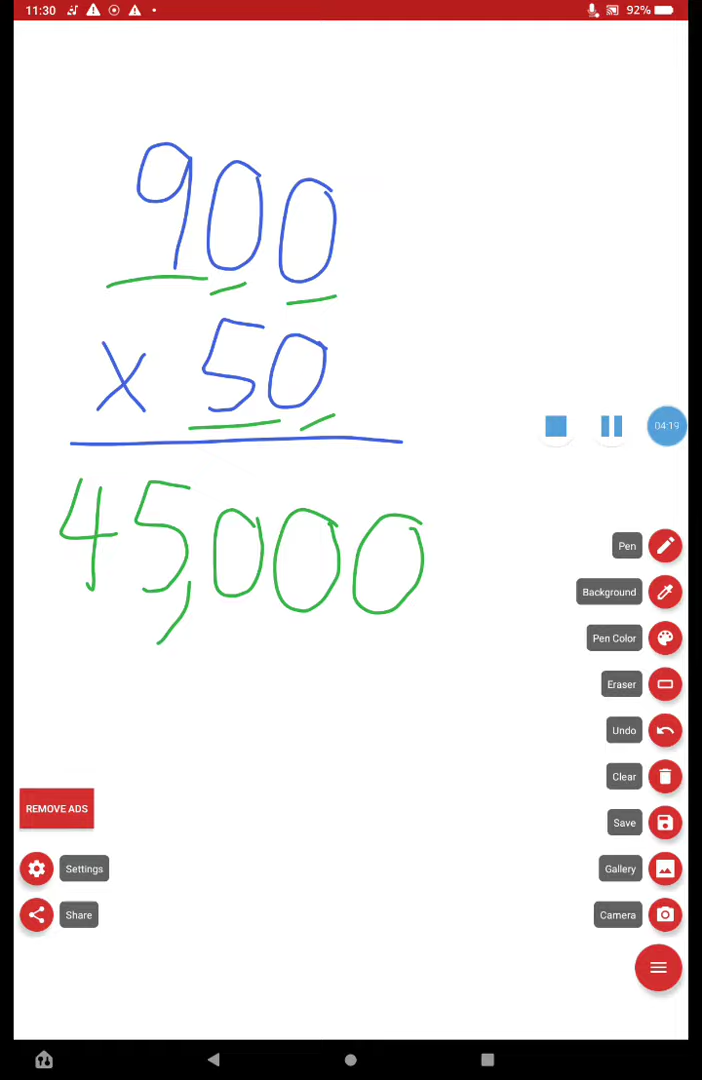 11:30 92%
900
x 50
04:19
45,000
Pen
Background
Pen Color
Eraser
Undo
Clear
REMOVE ADS
Save
Settings
Gallery
Share
Camera